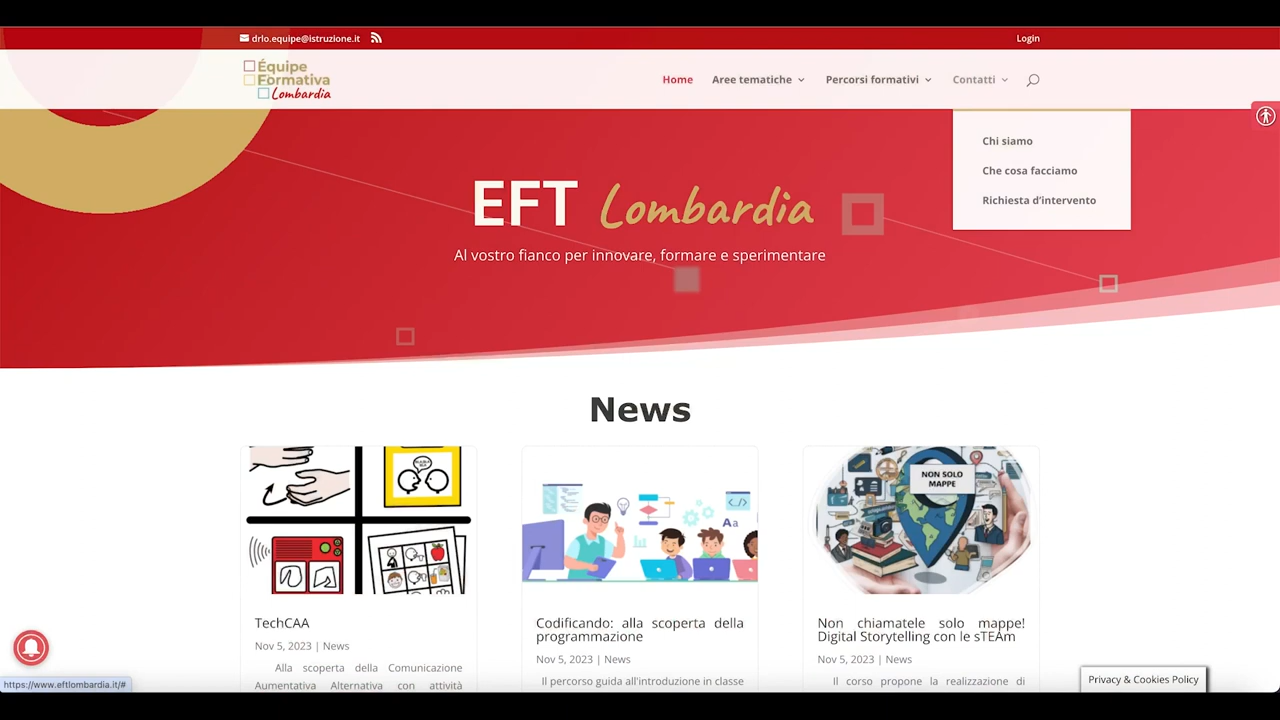 drlo.equipe@istruzione.it
Login
Équipe
Formativa
Lombardia
Home
Aree tematiche
Percorsi formativi
Contatti
Chi siamo
Che cosa facciamo
Richiesta d'intervento
EFT Lombardia
Al vostro fianco per innovare, formare e sperimentare
News
NON SOLO
MAPPE
Aa
TechCAA
Nov 5, 2023 | News
Alla scoperta della Comunicazione
Aumentativa Alternativa con attività
Codificando: alla scoperta della
programmazione
Nov 5, 2023 | News
Il percorso guida all'introduzione in classe
Non chiamatele solo mappe!
Digital Storytelling con le sTEAm
Nov 5, 2023 | News
Il corso propone la realizzazione di
https://www.eftlombardia.it/#
Privacy & Cookies Policy